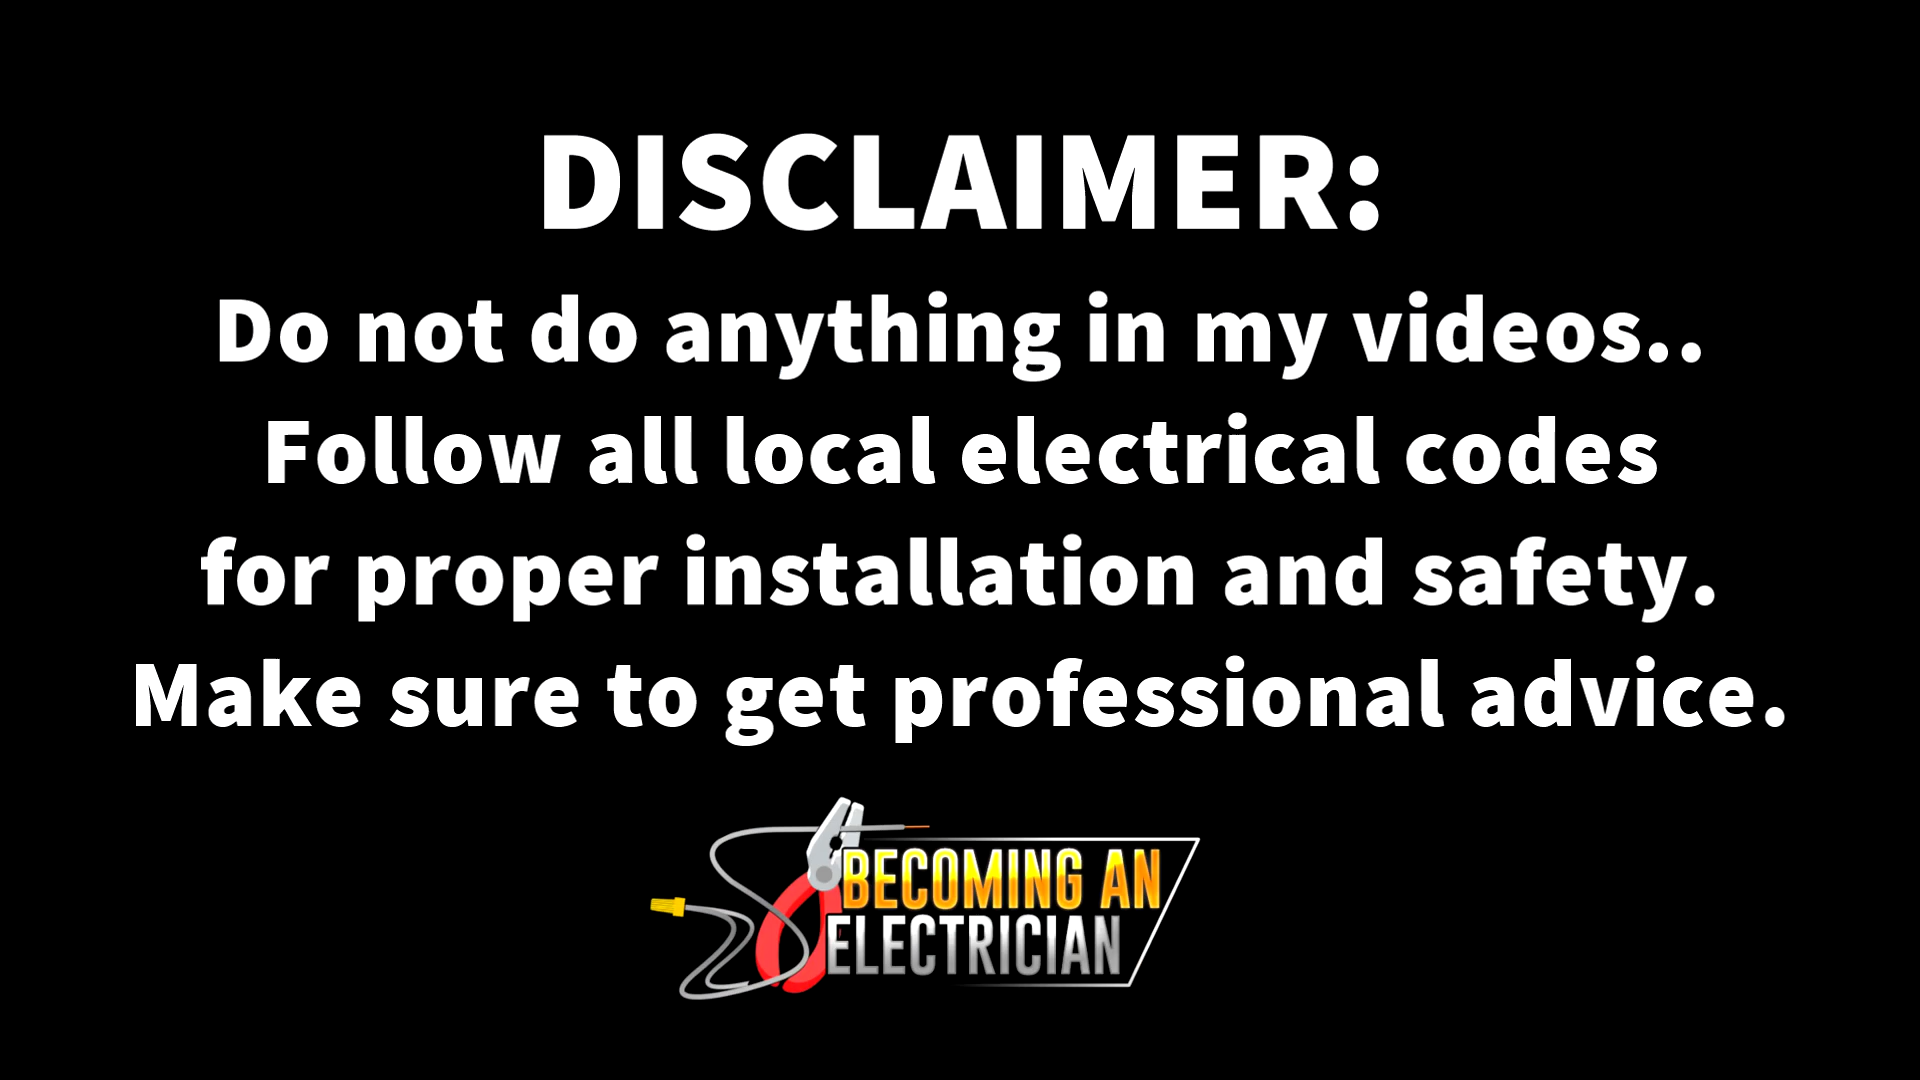 DISCLAIMER:
Do not do anything in my videos..
Follow all local electrical codes
for proper installation and safety.
Make sure to get professional advice.
BECOMING AN
ELECTRICIAN